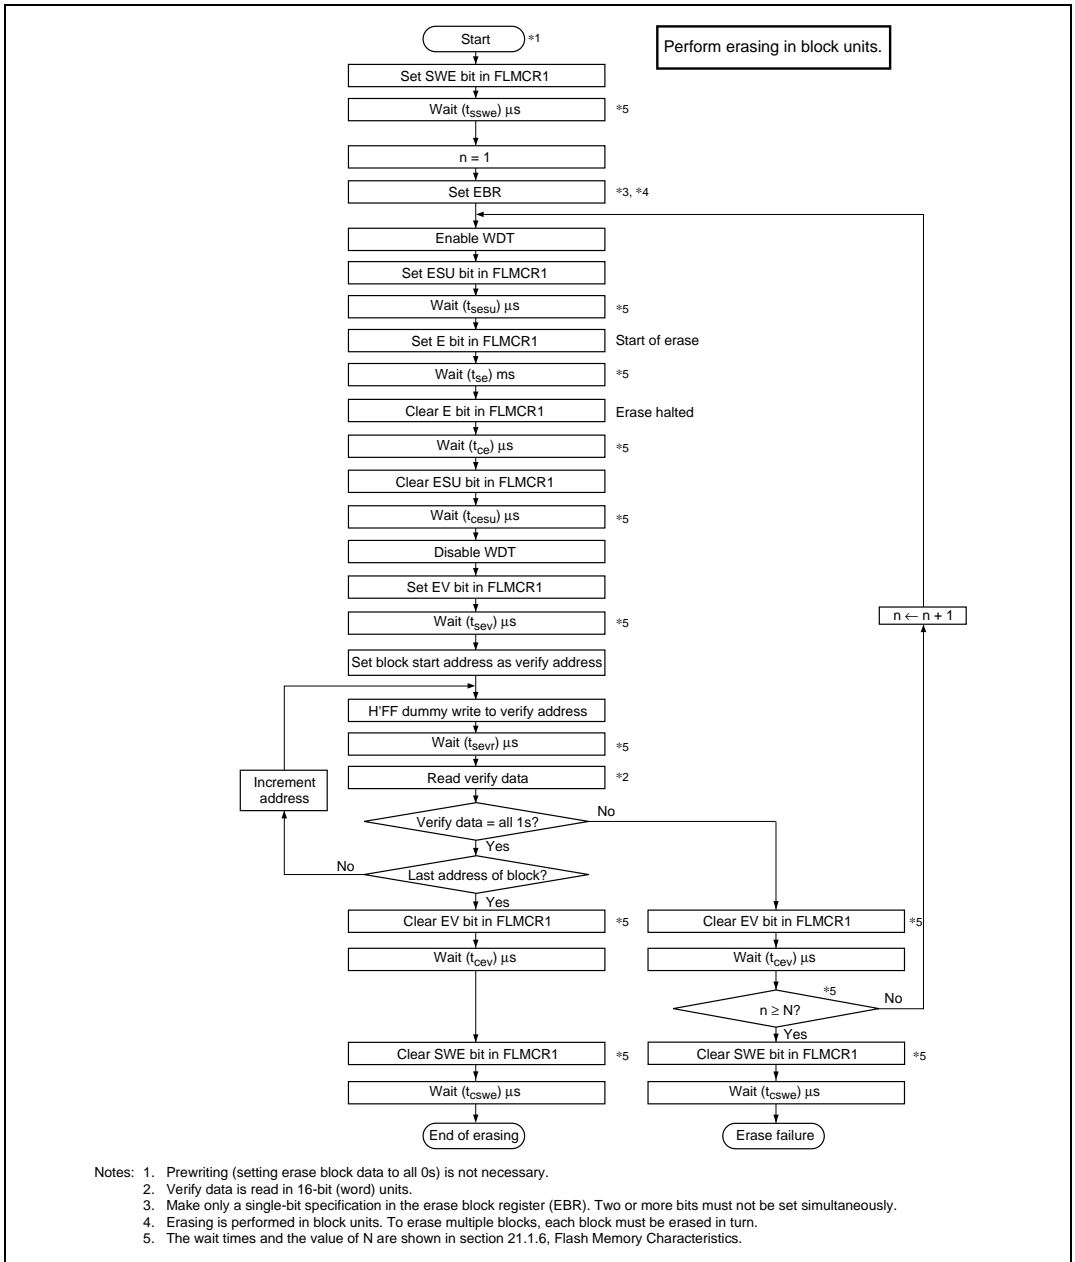 Start *1
Perform erasing in block units.
Set SWE bit in FLMCR1
Wait (tsswe) μs *5
n = 1
Set EBR *3, *4
Enable WDT
Set ESU bit in FLMCR1
Wait (tsesu) μs *5
Set E bit in FLMCR1 Start of erase
Wait (tse) ms *5
Clear E bit in FLMCR1 Erase halted
Wait (tce) μs *5
Clear ESU bit in FLMCR1
Wait (tcesu) μs *5
Disable WDT
Set EV bit in FLMCR1
Wait (tsev) μs *5
n ← n + 1
Set block start address as verify address
H'FF dummy write to verify address
Wait (tsevr) μs *5
Read verify data *2
Increment
address
Verify data = all 1s?
No
Yes
Last address of block?
No
Yes
Clear EV bit in FLMCR1 *5
Clear EV bit in FLMCR1 *5
Wait (tcev) μs
Wait (tcev) μs
*5
n ≥ N?
No
Yes
Clear SWE bit in FLMCR1 *5
Clear SWE bit in FLMCR1 *5
Wait (tcswe) μs
Wait (tcswe) μs
End of erasing
Erase failure
Notes: 1. Prewriting (setting erase block data to all 0s) is not necessary.
2. Verify data is read in 16-bit (word) units.
3. Make only a single-bit specification in the erase block register (EBR). Two or more bits must not be set simultaneously.
4. Erasing is performed in block units. To erase multiple blocks, each block must be erased in turn.
5. The wait times and the value of N are shown in section 21.1.6, Flash Memory Characteristics.